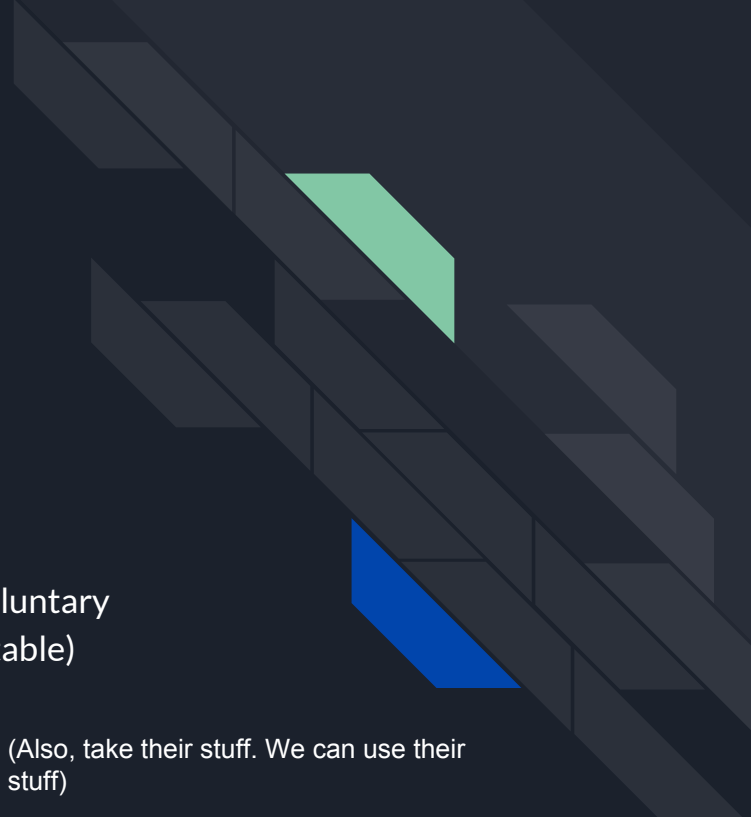 luntary
able)
(Also, take their stuff. We can use their
stuff)